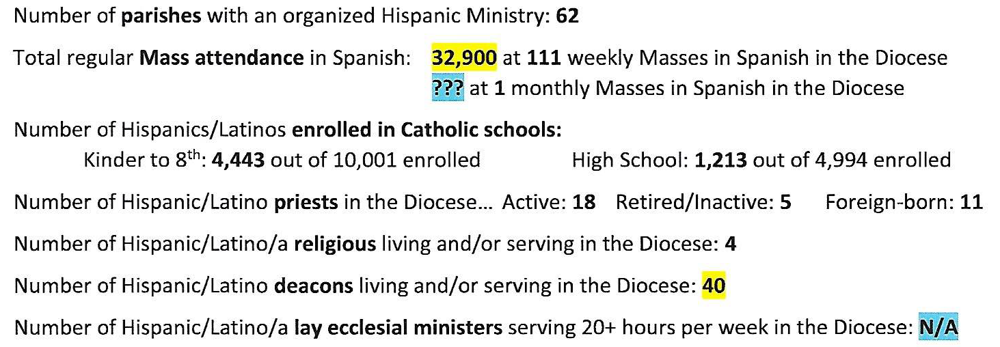 Number of parishes with an organized Hispanic Ministry: 62
Total regular Mass attendance in Spanish: 32,900 at 111 weekly Masses in Spanish in the Diocese
??? at 1 monthly Masses in Spanish in the Diocese
Number of Hispanics/Latinos enrolled in Catholic schools:
Kinder to 8th: 4,443 out of 10,001 enrolled High School: 1,213 out of 4,994 enrolled
Number of Hispanic/Latino priests in the Diocese... Active: 18 Retired/Inactive: 5 Foreign-born: 11
Number of Hispanic/Latino/a religious living and/or serving in the Diocese: 4
Number of Hispanic/Latino deacons living and/or serving in the Diocese: 40
Number of Hispanic/Latino/a lay ecclesial ministers serving 20+ hours per week in the Diocese: N/A